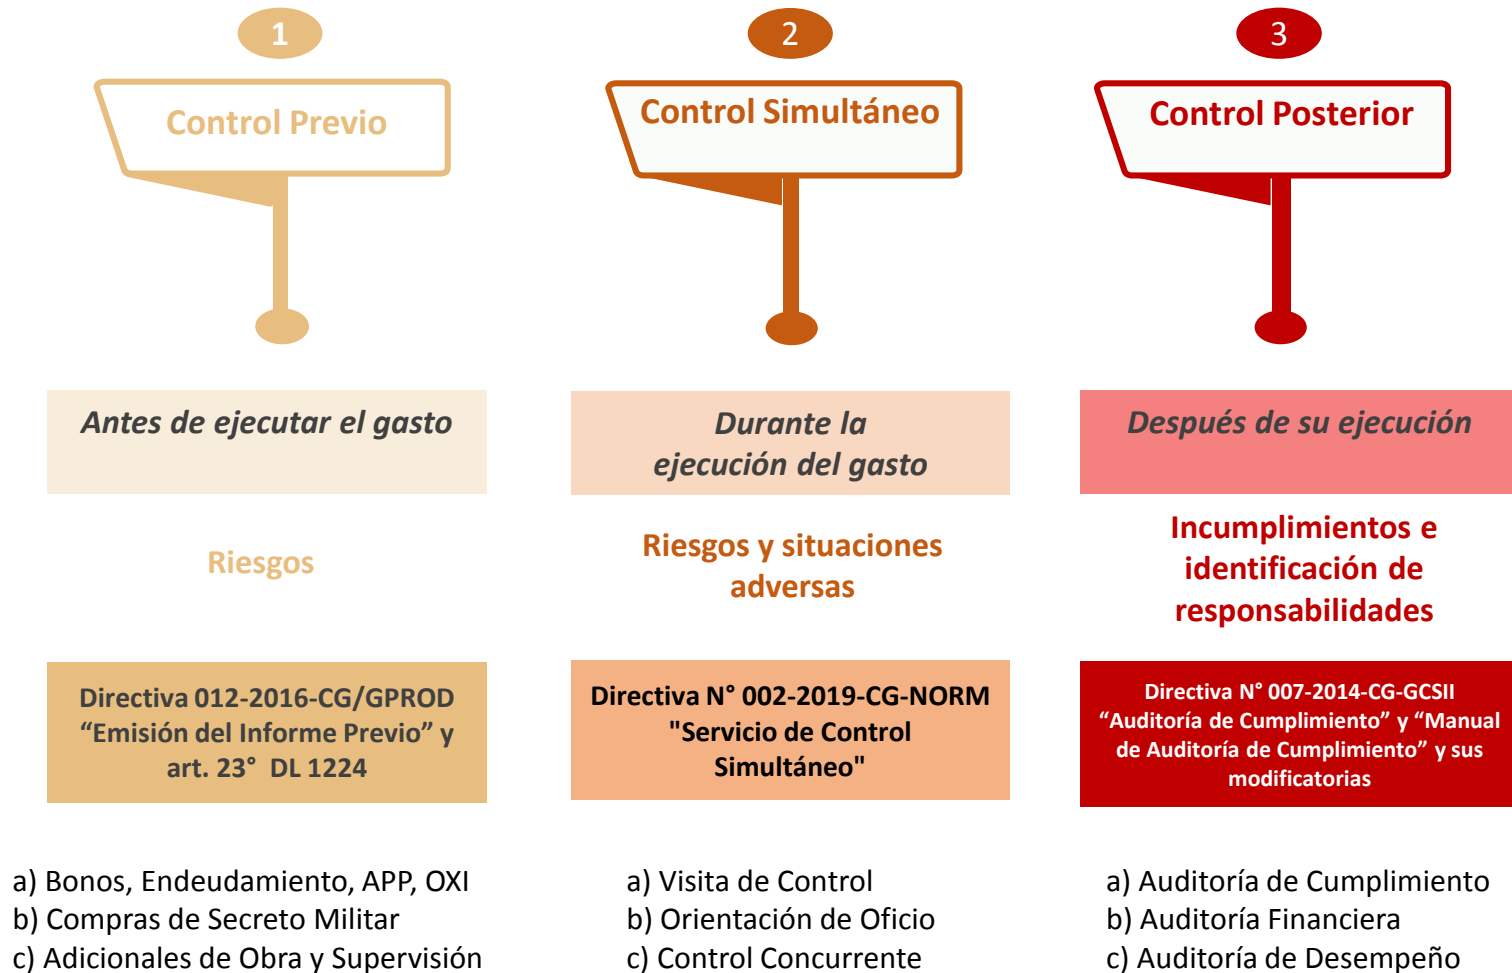 1
Control Previo
Antes de ejecutar el gasto
Riesgos
Directiva 012-2016-CG/GPROD
“Emisión del Informe Previo” y
art. 23° DL 1224
a) Bonos, Endeudamiento, APP, OXI
b) Compras de Secreto Militar
c) Adicionales de Obra y Supervisión
2
Control Simultáneo
Durante la
ejecución del gasto
Riesgos y situaciones
adversas
Directiva N° 002-2019-CG-NORM
"Servicio de Control
Simultáneo"
a) Visita de Control
b) Orientación de Oficio
c) Control Concurrente
3
Control Posterior
Después de su ejecución
Incumplimientos e
identificación de
responsabilidades
Directiva N° 007-2014-CG-GCSII
“Auditoría de Cumplimiento” y “Manual
de Auditoría de Cumplimiento” y sus
modificatorias
a) Auditoría de Cumplimiento
b) Auditoría Financiera
c) Auditoría de Desempeño